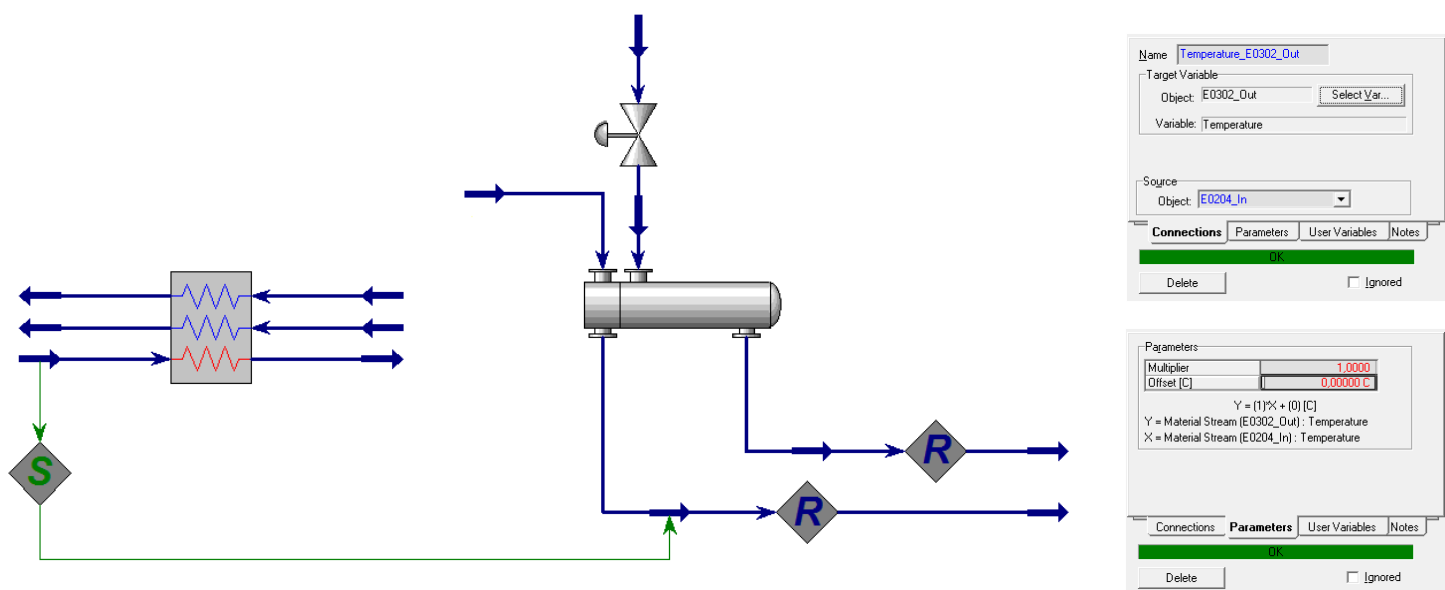 S
R
R
Name Temperature_E0302_Out
Target Variable
Object: E0302_Out Select Var...
Variable: Temperature
Source
Object: E0204_In
Connections Parameters User Variables Notes
OK
Delete Ignored
Parameters
Multiplier 1,0000
Offset [C] 0,00000 C
Y = (1)*X + (0) [C]
Y = Material Stream (E0302_Out) : Temperature
X = Material Stream (E0204_In) : Temperature
Connections Parameters User Variables Notes
OK
Delete Ignored